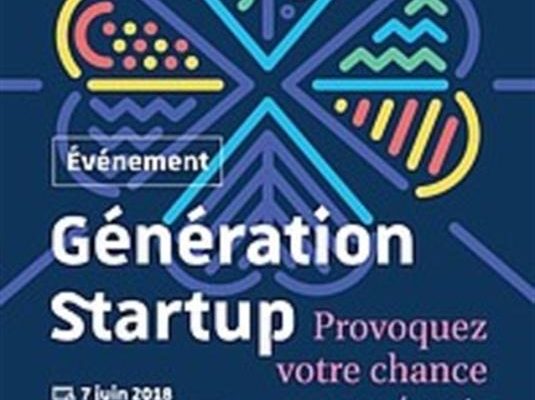 Événement
Génération
Startup
Provoquez
votre chance
7 juin 2018